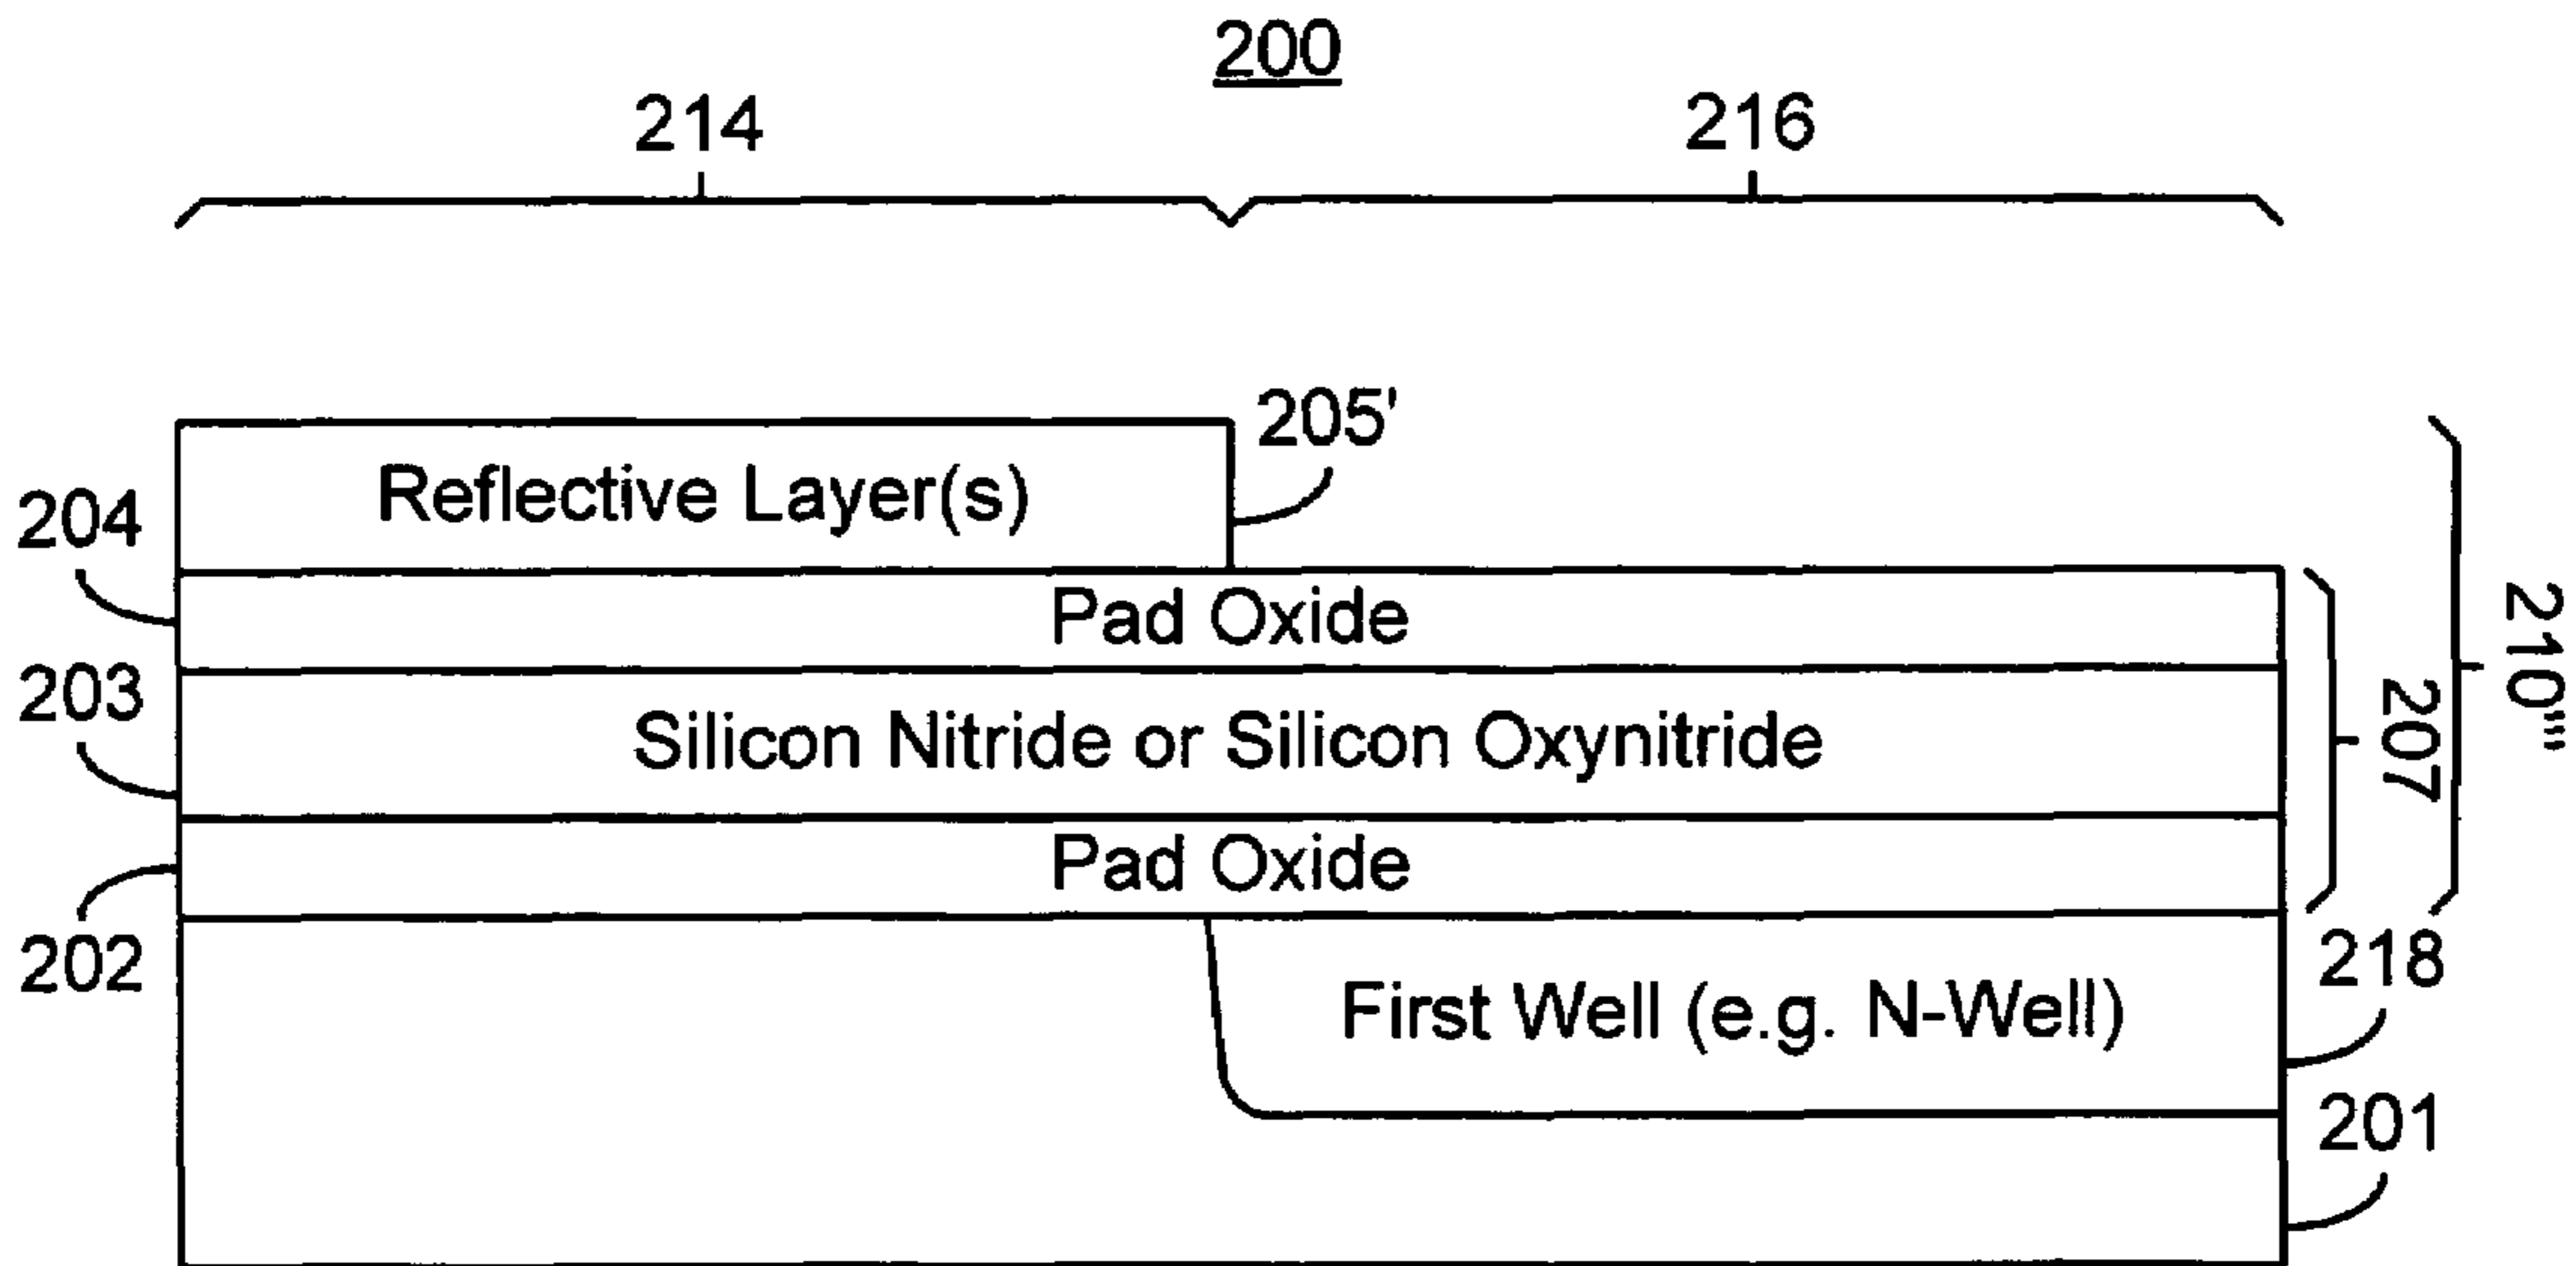 200
214
216
205'
Reflective Layer(s)
204
Pad Oxide
203
Silicon Nitride or Silicon Oxynitride
207
210''''
Pad Oxide
202
218
First Well (e.g. N-Well)
201